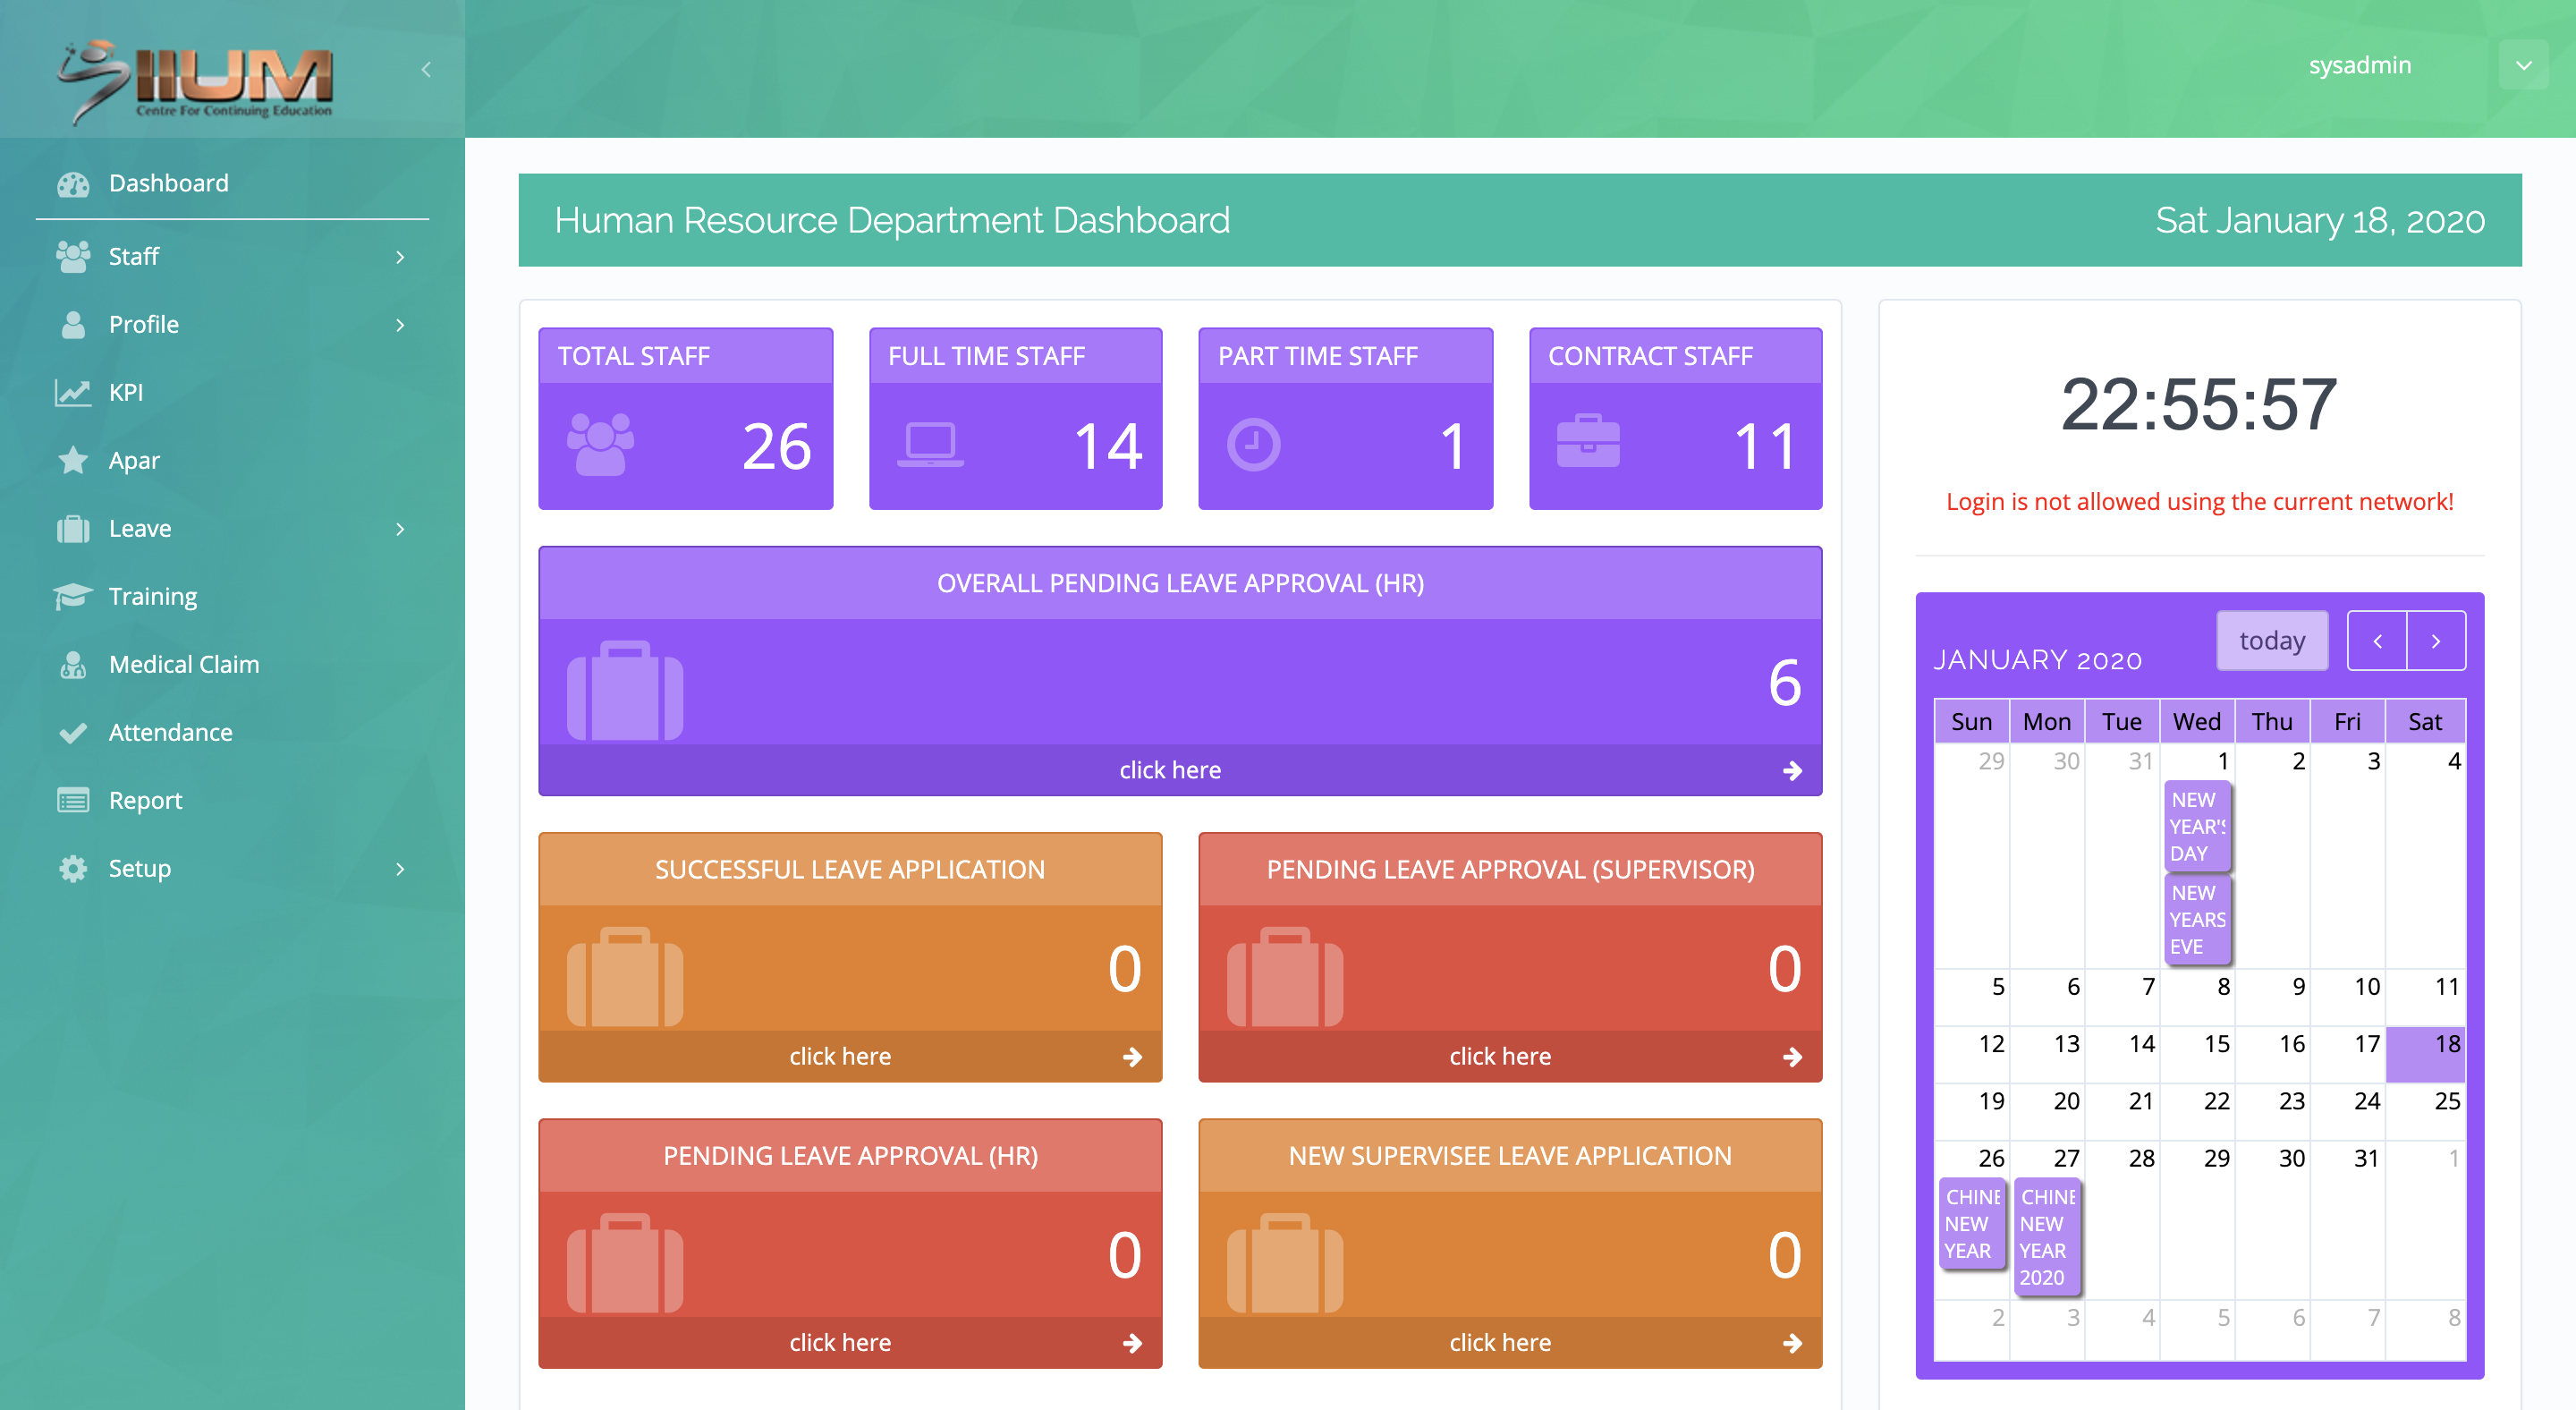 IIUM
Centre For Continuing Education
sysadmin
Dashboard
Staff
Profile
KPI
Apar
Leave
Training
Medical Claim
Attendance
Report
Setup
Human Resource Department Dashboard
Sat January 18, 2020
TOTAL STAFF
26
FULL TIME STAFF
14
PART TIME STAFF
1
CONTRACT STAFF
11
OVERALL PENDING LEAVE APPROVAL (HR)
6
click here
SUCCESSFUL LEAVE APPLICATION
0
click here
PENDING LEAVE APPROVAL (SUPERVISOR)
0
click here
PENDING LEAVE APPROVAL (HR)
0
click here
NEW SUPERVISEE LEAVE APPLICATION
0
click here
22:55:57
Login is not allowed using the current network!
JANUARY 2020
today
Sun Mon Tue Wed Thu Fri Sat
29 30 31 1 2 3 4
NEW
YEAR'S
DAY
NEW
YEARS
EVE
5 6 7 8 9 10 11
12 13 14 15 16 17 18
19 20 21 22 23 24 25
26 27 28 29 30 31 1
CHINE
NEW
YEAR
CHINE
NEW
YEAR
2020
2 3 4 5 6 7 8